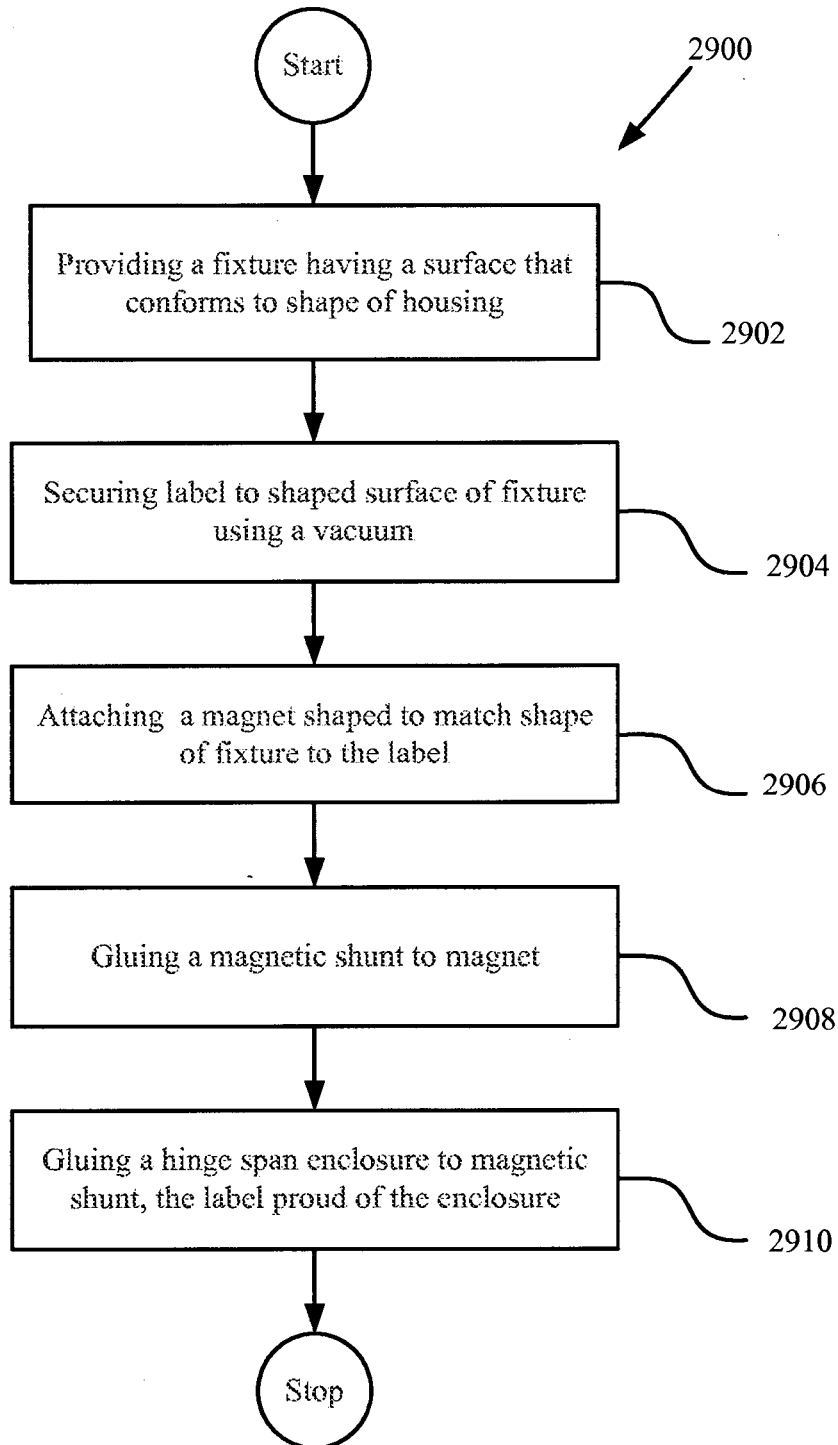 Start
2900
Providing a fixture having a surface that
conforms to shape of housing
2902
Securing label to shaped surface of fixture
using a vacuum
2904
Attaching a magnet shaped to match shape
of fixture to the label
2906
Gluing a magnetic shunt to magnet
2908
Gluing a hinge span enclosure to magnetic
shunt, the label proud of the enclosure
2910
Stop